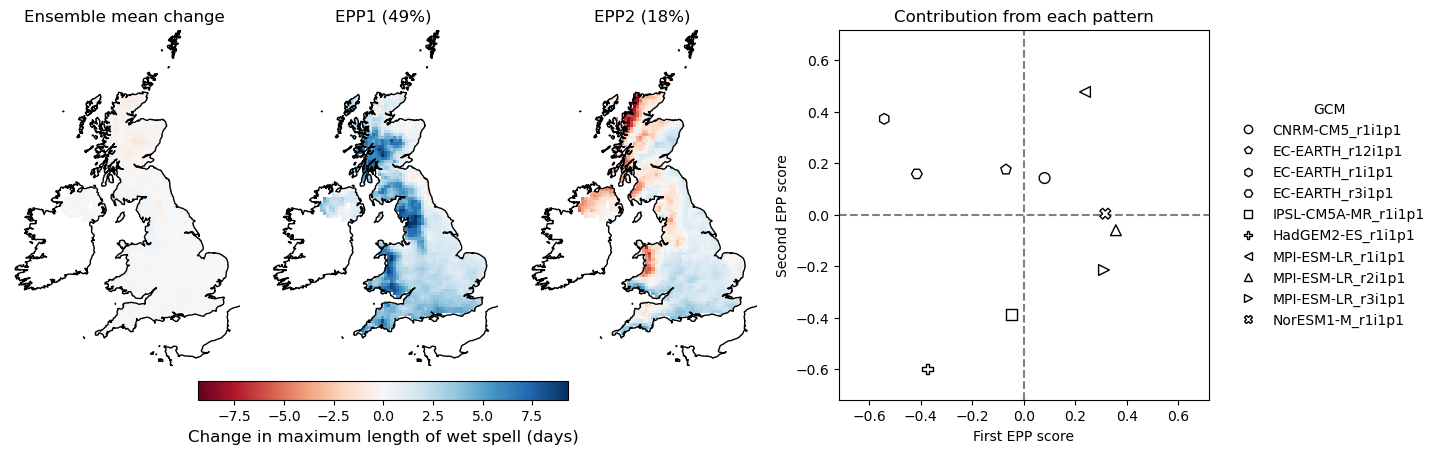 Ensemble mean change
EPP1 (49%)
EPP2 (18%)
−7.5 −5.0 −2.5 0.0 2.5 5.0 7.5
Change in maximum length of wet spell (days)
Contribution from each pattern
Second EPP score
0.6
0.4
0.2
0.0
−0.2
−0.4
−0.6
−0.6 −0.4 −0.2 0.0 0.2 0.4 0.6
First EPP score
GCM
CNRM-CM5_r1i1p1
EC-EARTH_r12i1p1
EC-EARTH_r1i1p1
EC-EARTH_r3i1p1
IPSL-CM5A-MR_r1i1p1
HadGEM2-ES_r1i1p1
MPI-ESM-LR_r1i1p1
MPI-ESM-LR_r2i1p1
MPI-ESM-LR_r3i1p1
NorESM1-M_r1i1p1